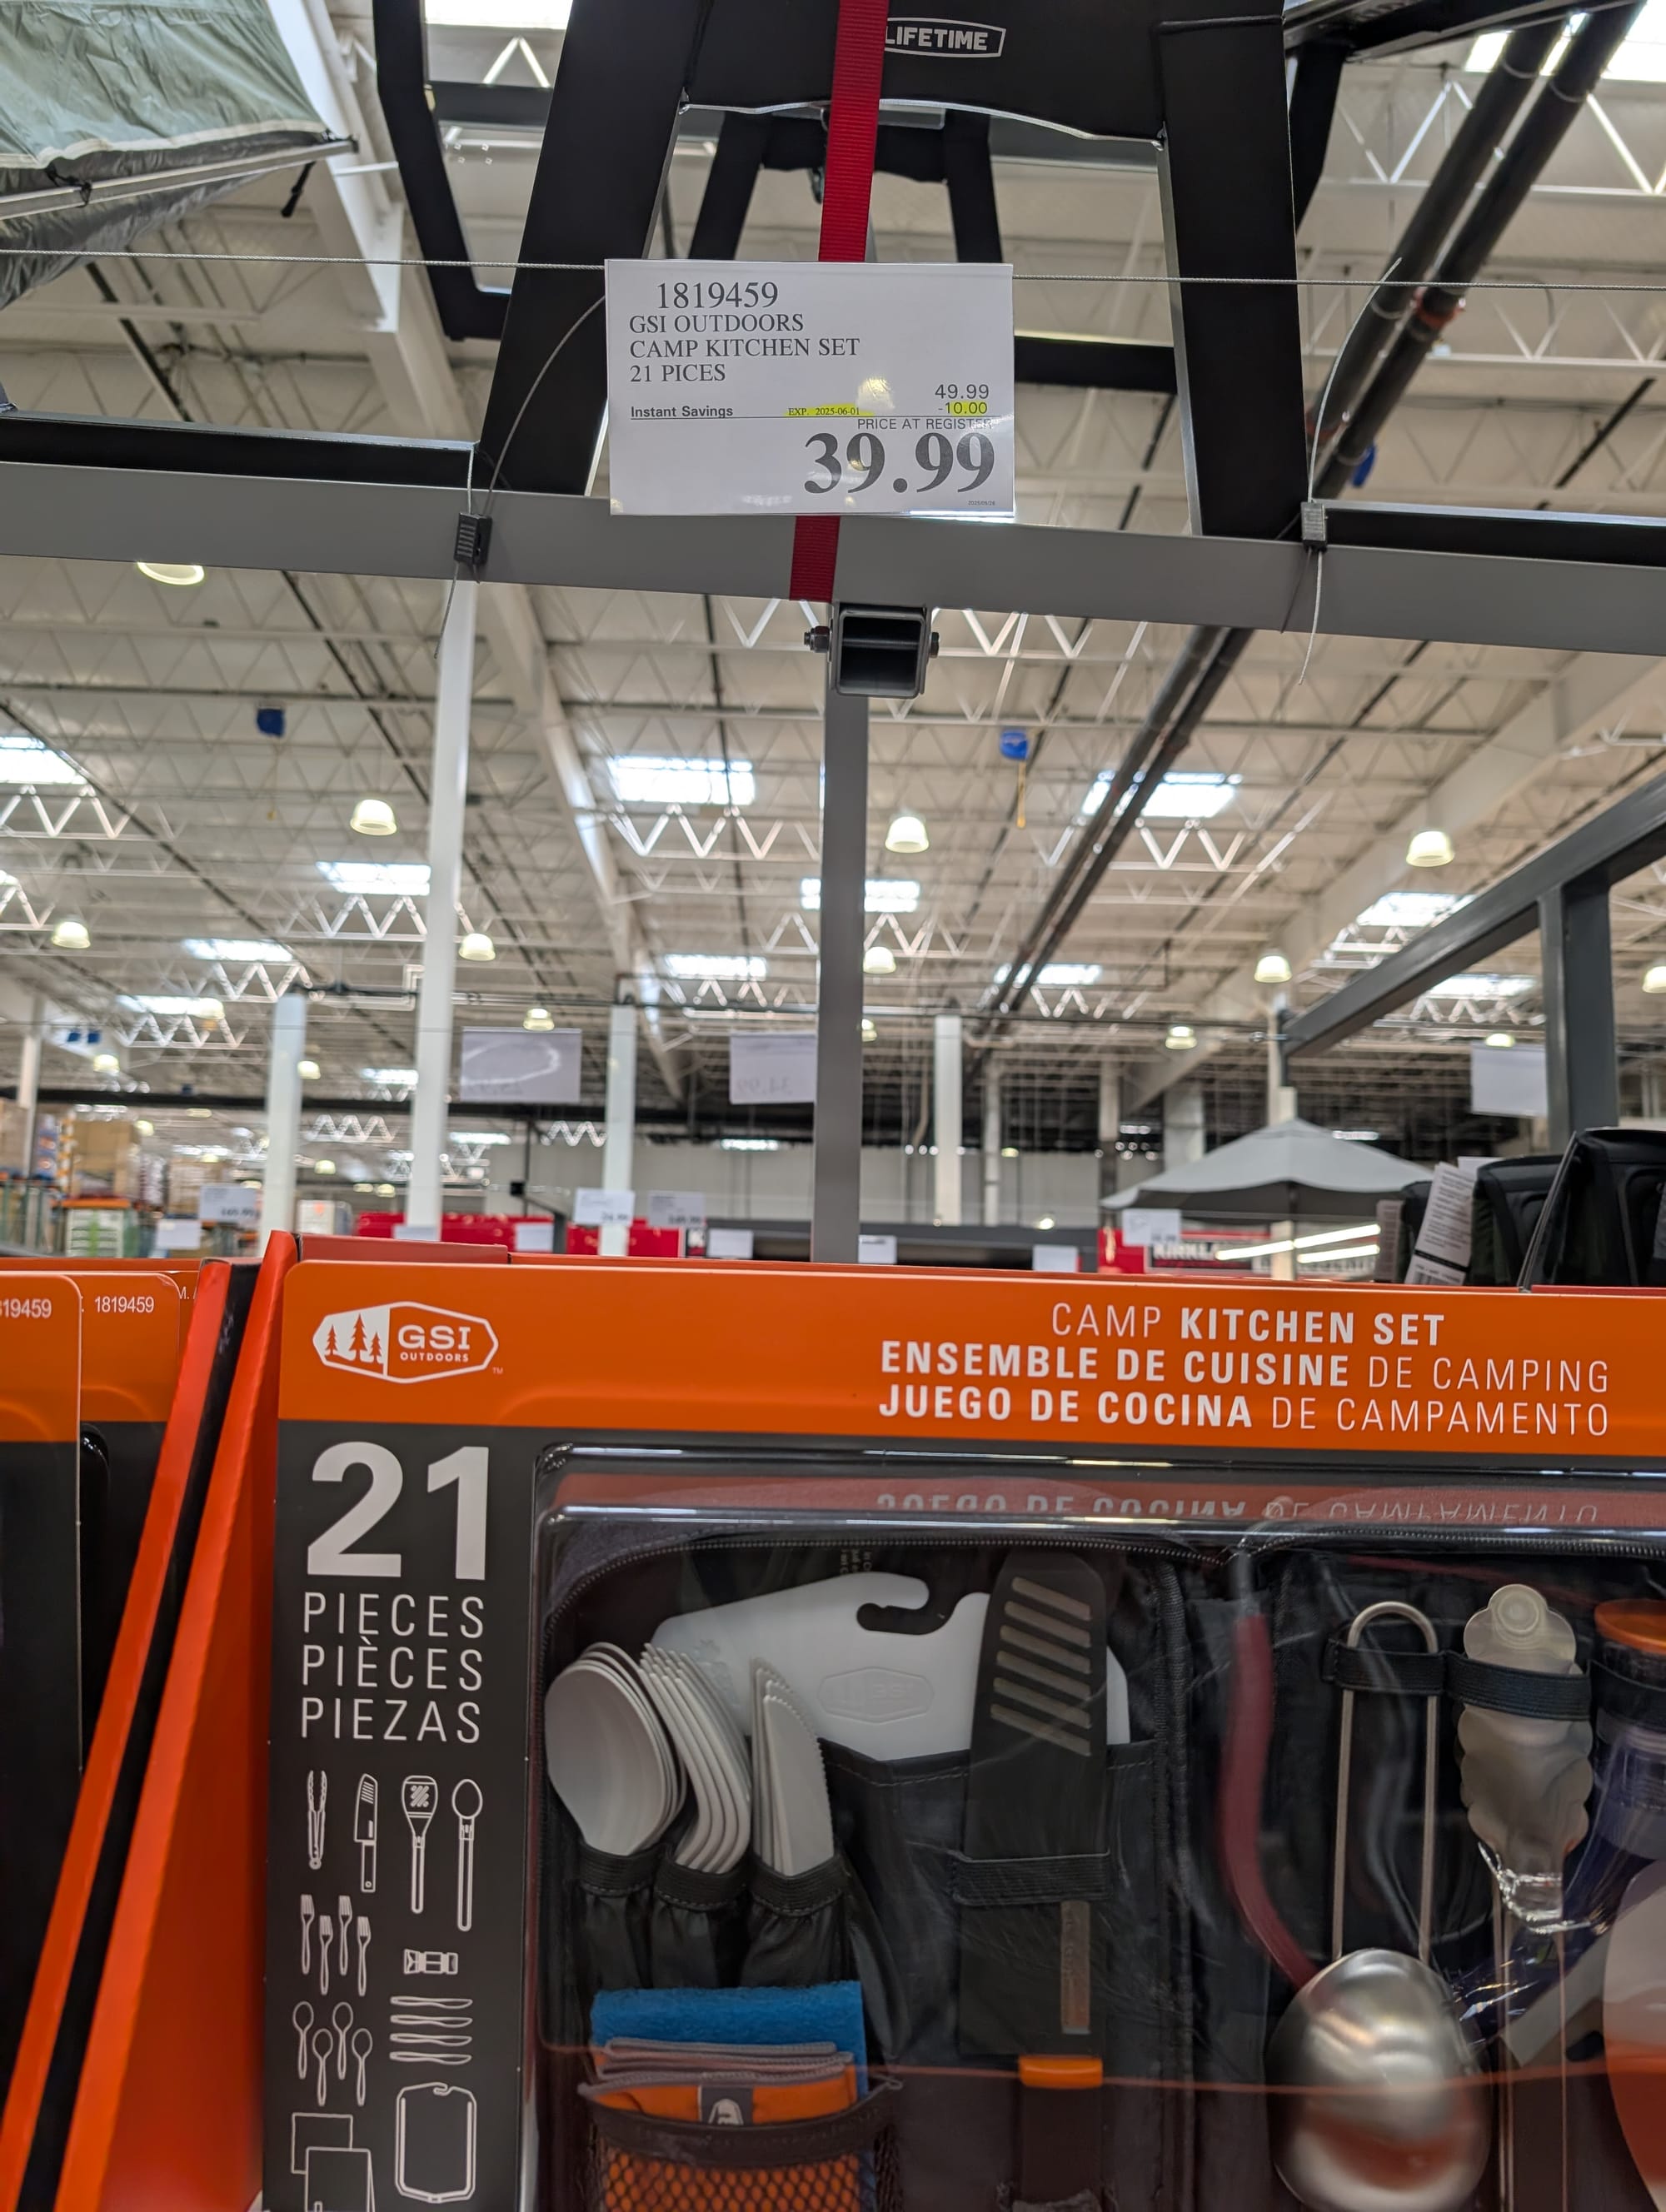 LIFETIME
1819459
GSI OUTDOORS
CAMP KITCHEN SET
21 PICES
49.99
Instant Savings EXP. 2025-06-01 -10.00
PRICE AT REGISTER
39.99
1819459
GSI
OUTDOORS
TM
CAMP KITCHEN SET
ENSEMBLE DE CUISINE DE CAMPING
JUEGO DE COCINA DE CAMPAMENTO
21
PIECES
PIÈCES
PIEZAS